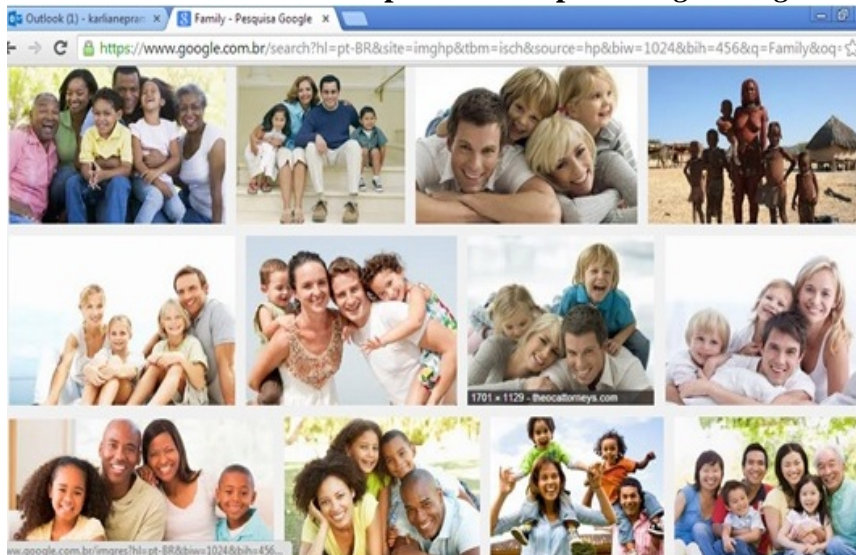 Outlook (1) - karlianepran
Family - Pesquisa Google
https://www.google.com.br/search?hl=pt-BR&site=imghp&tbm=isch&source=hp&biw=1024&bih=456&q=Family&oq=
1701 × 1129 - theocattorneys.com
www.google.com.br/imgres?hl=pt-BR&biw=1024&bih=456...